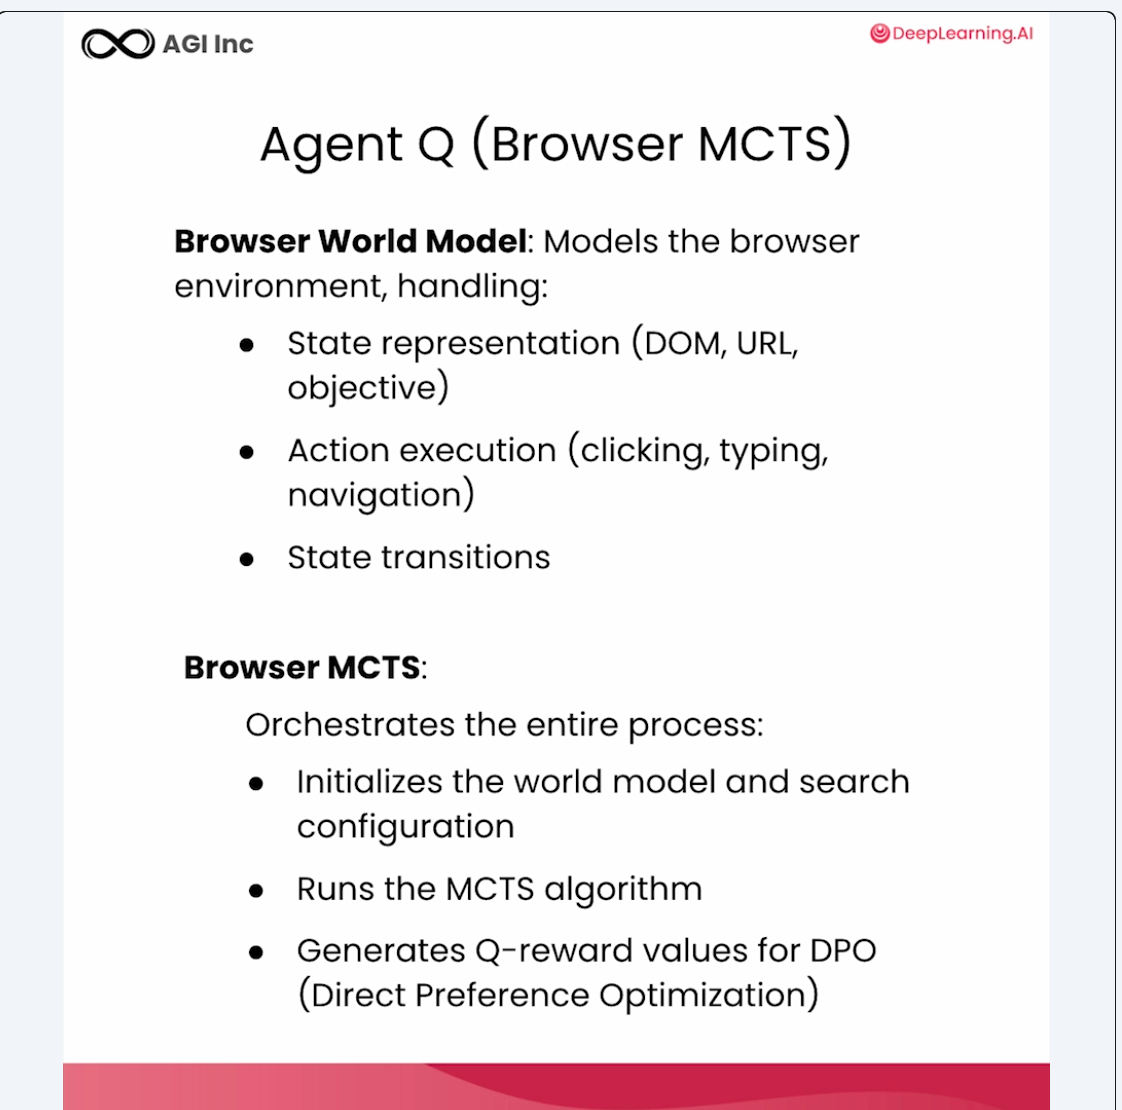 AGI Inc
DeepLearning.AI
Agent Q (Browser MCTS)
Browser World Model: Models the browser
environment, handling:
● State representation (DOM, URL,
objective)
● Action execution (clicking, typing,
navigation)
● State transitions
Browser MCTS:
Orchestrates the entire process:
● Initializes the world model and search
configuration
● Runs the MCTS algorithm
● Generates Q-reward values for DPO
(Direct Preference Optimization)